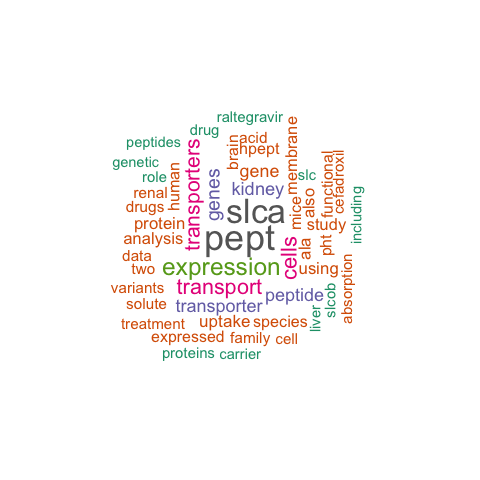 raltegravir
drug
acid
peptides
brain
hpept
membrane
transporters
genetic
gene
slc
functional
cefadroxil
role
human
genes
kidney
mice
also
renal
drugs
slca
including
protein
study
pept
analysis
cells
ala
pht
data
two
expression
using
absorption
variants
transport
solute
transporter
peptide
liver
slcob
treatment
uptake
species
expressed
family
cell
proteins
carrier